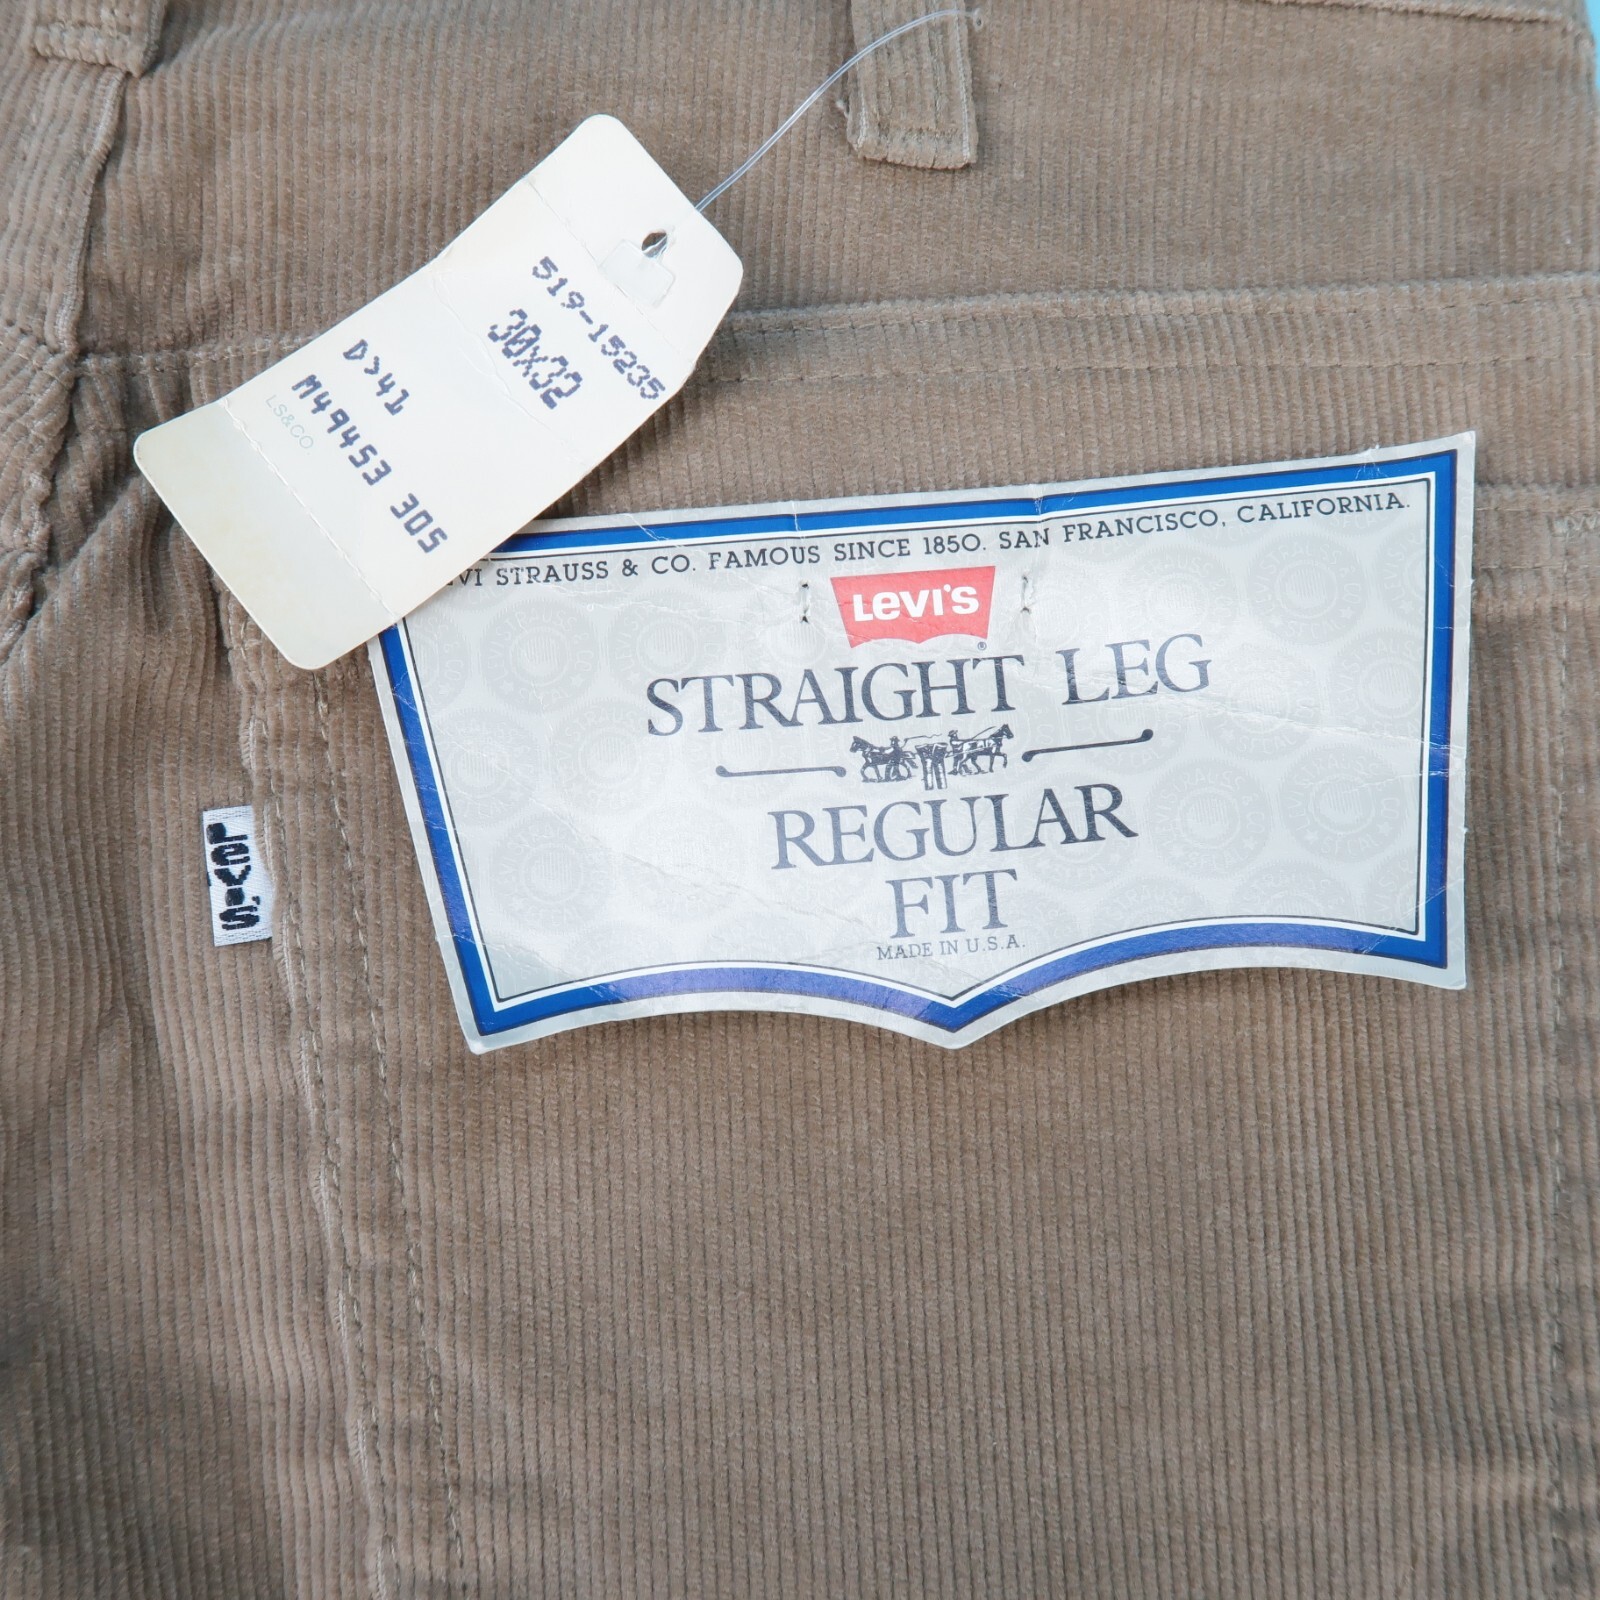 519-15235
30x32
D>41
M49453 305
LS&CO.
VI STRAUSS & CO. FAMOUS SINCE 1850. SAN FRANCISCO, CALIFORNIA.
LEVI'S
®
STRAIGHT LEG
REGULAR
FIT
MADE IN U.S.A.
LEVI'S